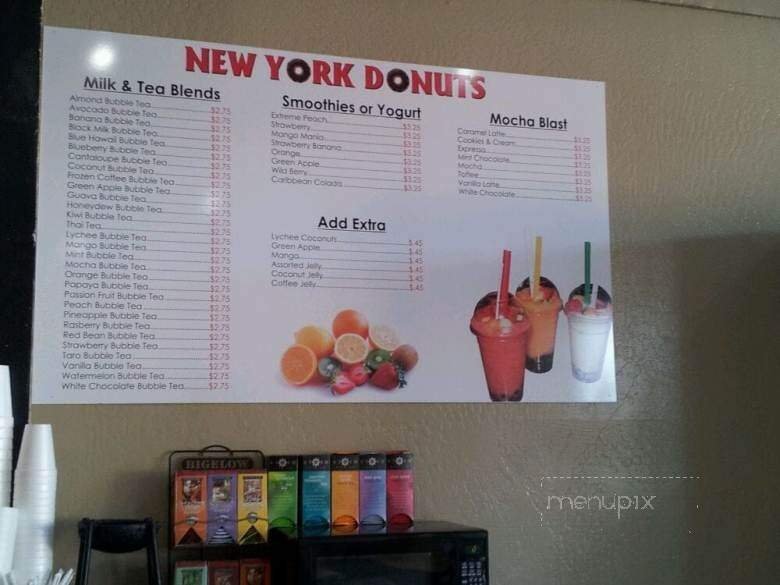 NEW YORK DONUTS
Milk & Tea Blends
Almond Bubble Tea $2.75
Avocado Bubble Tea $2.75
Banana Bubble Tea $2.75
Black Milk Bubble Tea $2.75
Blue Hawaii Bubble Tea $2.75
Blueberry Bubble Tea $2.75
Cantaloupe Bubble Tea $2.75
Coconut Bubble Tea $2.75
Frozen Coffee Bubble Tea $2.75
Green Apple Bubble Tea $2.75
Guava Bubble Tea $2.75
Honeydew Bubble Tea $2.75
Kiwi Bubble Tea $2.75
Thai Tea $2.75
Lychee Bubble Tea $2.75
Mango Bubble Tea $2.75
Mint Bubble Tea $2.75
Mocha Bubble Tea $2.75
Orange Bubble Tea $2.75
Papaya Bubble Tea $2.75
Passion Fruit Bubble Tea $2.75
Peach Bubble Tea $2.75
Pineapple Bubble Tea $2.75
Rasberry Bubble Tea $2.75
Red Bean Bubble Tea $2.75
Strawberry Bubble Tea $2.75
Taro Bubble Tea $2.75
Vanilla Bubble Tea $2.75
Watermelon Bubble Tea $2.75
White Chocolate Bubble Tea $2.75
Smoothies or Yogurt
Extreme Peach $3.25
Strawberry $3.25
Mango Mania $3.25
Strawberry Banana $3.25
Orange $3.25
Green Apple $3.25
Wild Berry $3.25
Caribbean Colada $3.25
Add Extra
Lychee Coconuts $.45
Green Apple $.45
Mango $.45
Assorted Jelly $.45
Coconut Jelly $.45
Coffee Jelly $.45
Mocha Blast
Caramel Latte $3.25
Cookies & Cream $3.25
Expresso $3.25
Mint Chocolate $3.25
Mocha $3.25
Toffee $3.25
Vanilla Latte $3.25
White Chocolate $3.25
BIGELOW
menupix